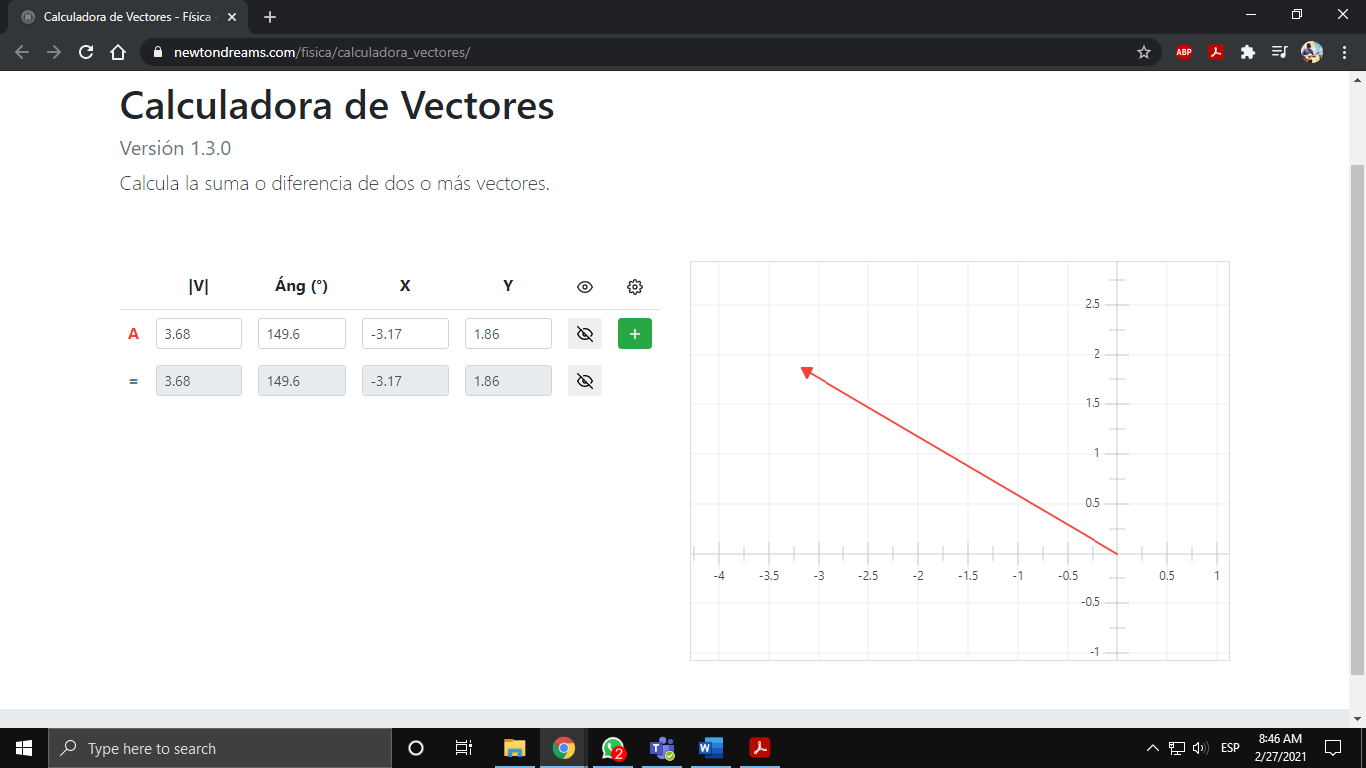 Calculadora de Vectores - Física -
newtondreams.com/fisica/calculadora_vectores/
ABP
Calculadora de Vectores
Versión 1.3.0
Calcula la suma o diferencia de dos o más vectores.
|V| Áng (°) X Y
A 3.68 149.6 -3.17 1.86 +
= 3.68 149.6 -3.17 1.86
2.5
2
1.5
1
0.5
-4 -3.5 -3 -2.5 -2 -1.5 -1 -0.5 0.5 1
-0.5
-1
Type here to search
2
ESP
8:46 AM
2/27/2021